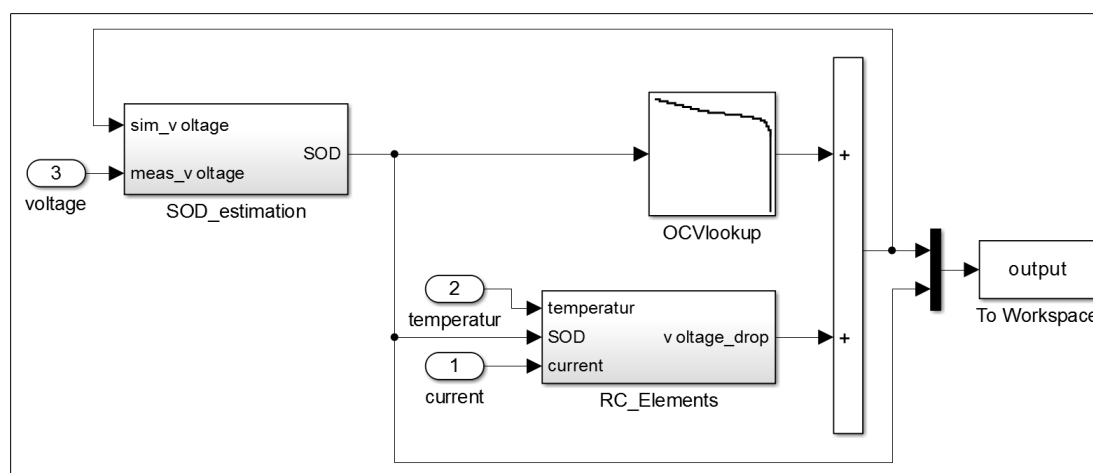 sim_v oltage
SOD
3
meas_v oltage
voltage
SOD_estimation
+
OCVlookup
output
To Workspace
2
temperatur
temperatur
SOD
v oltage_drop
+
1
current
current
RC_Elements